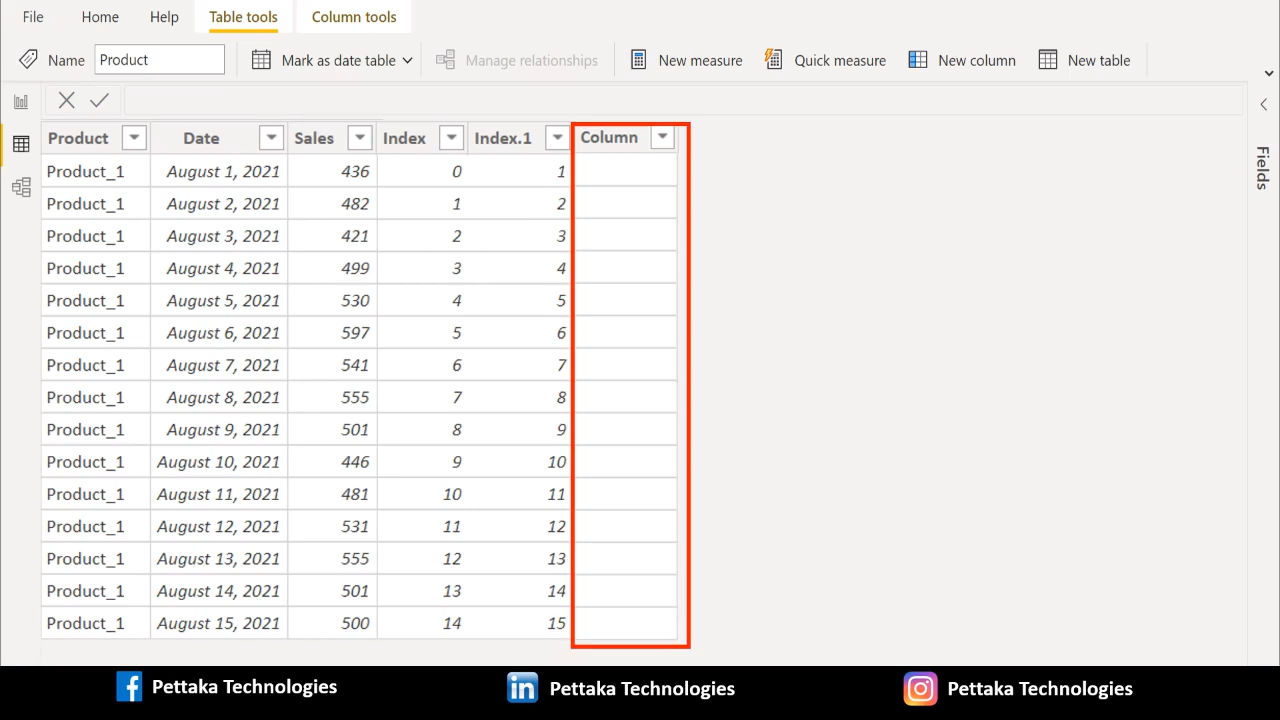 File Home Help Table tools Column tools
Name Product Mark as date table Manage relationships New measure Quick measure New column New table
Product Date Sales Index Index.1 Column
Product_1 August 1, 2021 436 0 1
Product_1 August 2, 2021 482 1 2
Product_1 August 3, 2021 421 2 3
Product_1 August 4, 2021 499 3 4
Product_1 August 5, 2021 530 4 5
Product_1 August 6, 2021 597 5 6
Product_1 August 7, 2021 541 6 7
Product_1 August 8, 2021 555 7 8
Product_1 August 9, 2021 501 8 9
Product_1 August 10, 2021 446 9 10
Product_1 August 11, 2021 481 10 11
Product_1 August 12, 2021 531 11 12
Product_1 August 13, 2021 555 12 13
Product_1 August 14, 2021 501 13 14
Product_1 August 15, 2021 500 14 15
Fields
Pettaka Technologies Pettaka Technologies Pettaka Technologies